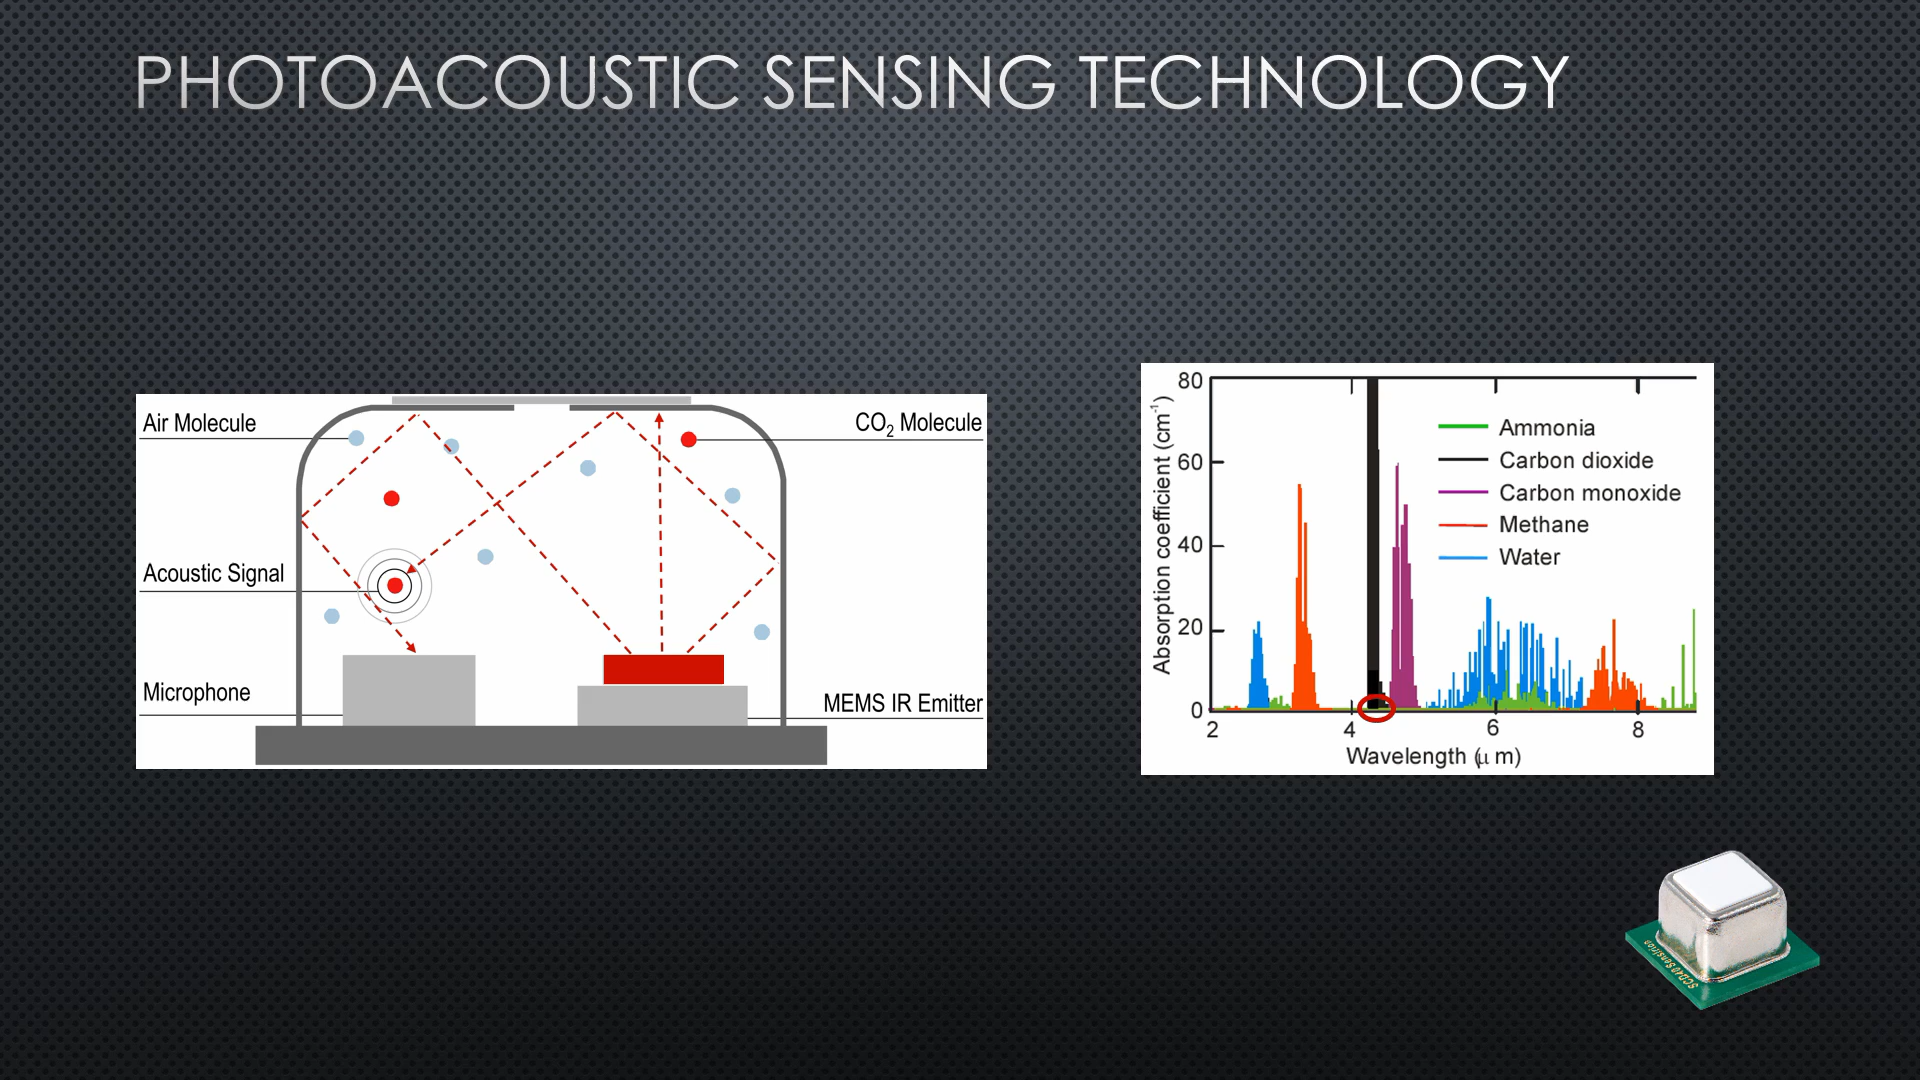 PHOTOACOUSTIC SENSING TECHNOLOGY
Air Molecule
CO2 Molecule
Acoustic Signal
Microphone
MEMS IR Emitter
Absorption coefficient (cm-1)
80
60
40
20
0
Ammonia
Carbon dioxide
Carbon monoxide
Methane
Water
2 4 6 8
Wavelength (μ m)
SCD40 Sensirion